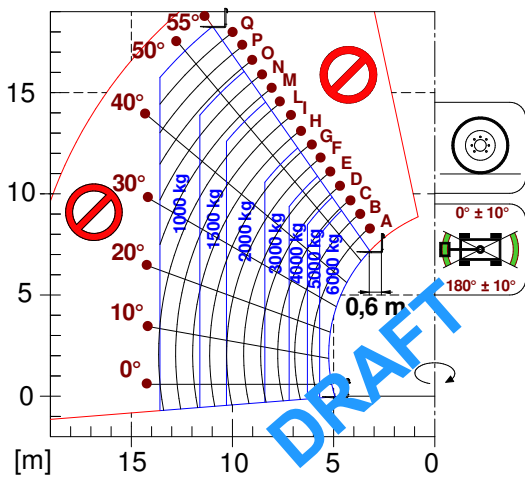 55°
50°
40°
30°
20°
10°
0°
Q
P
O
N
M
L
I
H
G
F
E
D
C
B
A
1000 kg
1500 kg
2000 kg
3000 kg
4000 kg
5000 kg
6000 kg
0,6 m
0° ± 10°
180° ± 10°
DRAFT
15
10
5
0
[m]
15
10
5
0